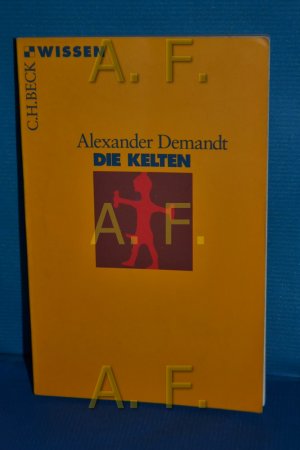 WISSEN
C.H.BECK
A. F.
Alexander Demandt
DIE KELTEN
A. F.
A. F.